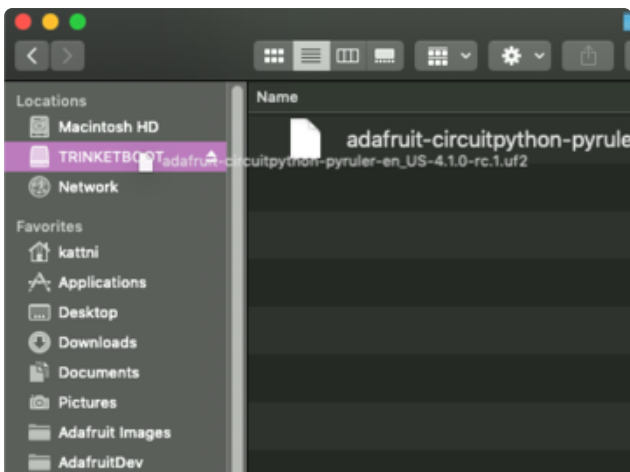 Name
Locations
Macintosh HD
TRINKETBOOT
Network
Favorites
kattni
Applications
Desktop
Downloads
Documents
Pictures
Adafruit Images
AdafruitDev
adafruit-circuitpython-pyrule
adafruit-circuitpython-pyruler-en_US-4.1.0-rc.1.uf2